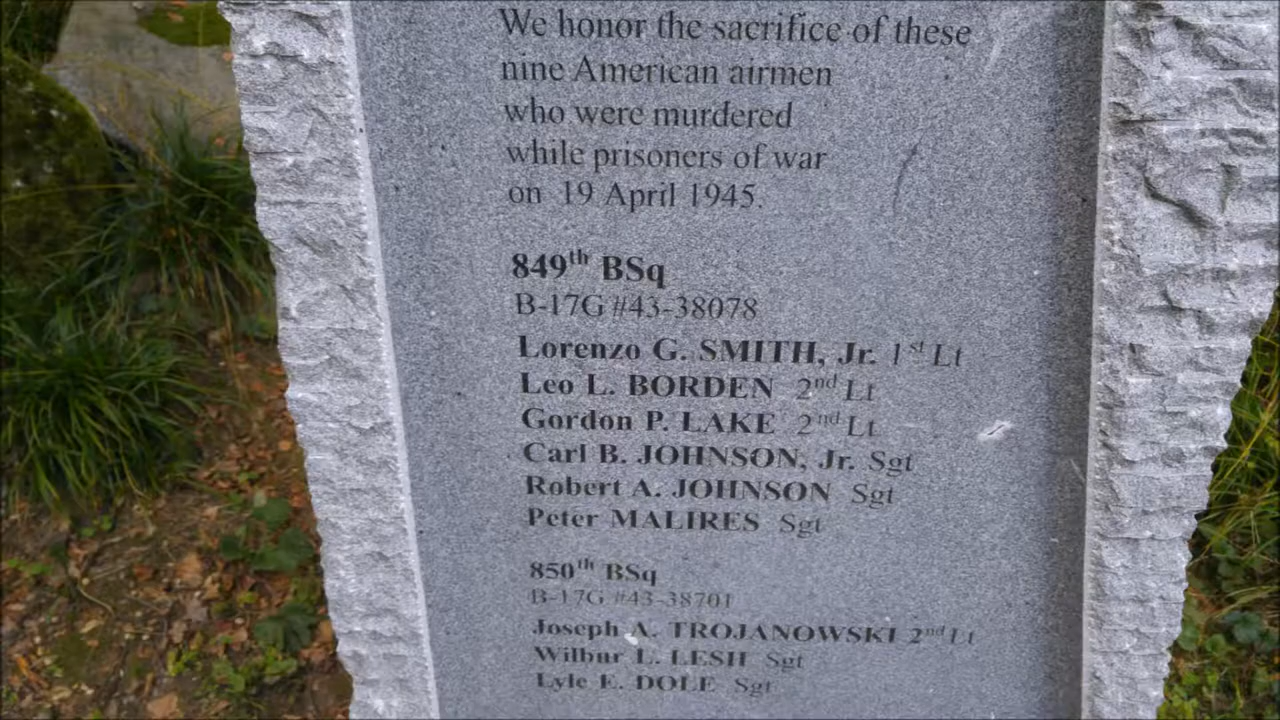 We honor the sacrifice of these
nine American airmen
who were murdered
while prisoners of war
on 19 April 1945.
849th BSq
B-17G #43-38078
Lorenzo G. SMITH, Jr. 1st Lt
Leo L. BORDEN 2nd Lt
Gordon P. LAKE 2nd Lt
Carl B. JOHNSON, Jr. Sgt
Robert A. JOHNSON Sgt
Peter MALIRES Sgt
850th BSq
B-17G #43-38701
Joseph A. TROJANOWSKI 2nd Lt
Wilbur L. LESH Sgt
Lyle E. DOLE Sgt